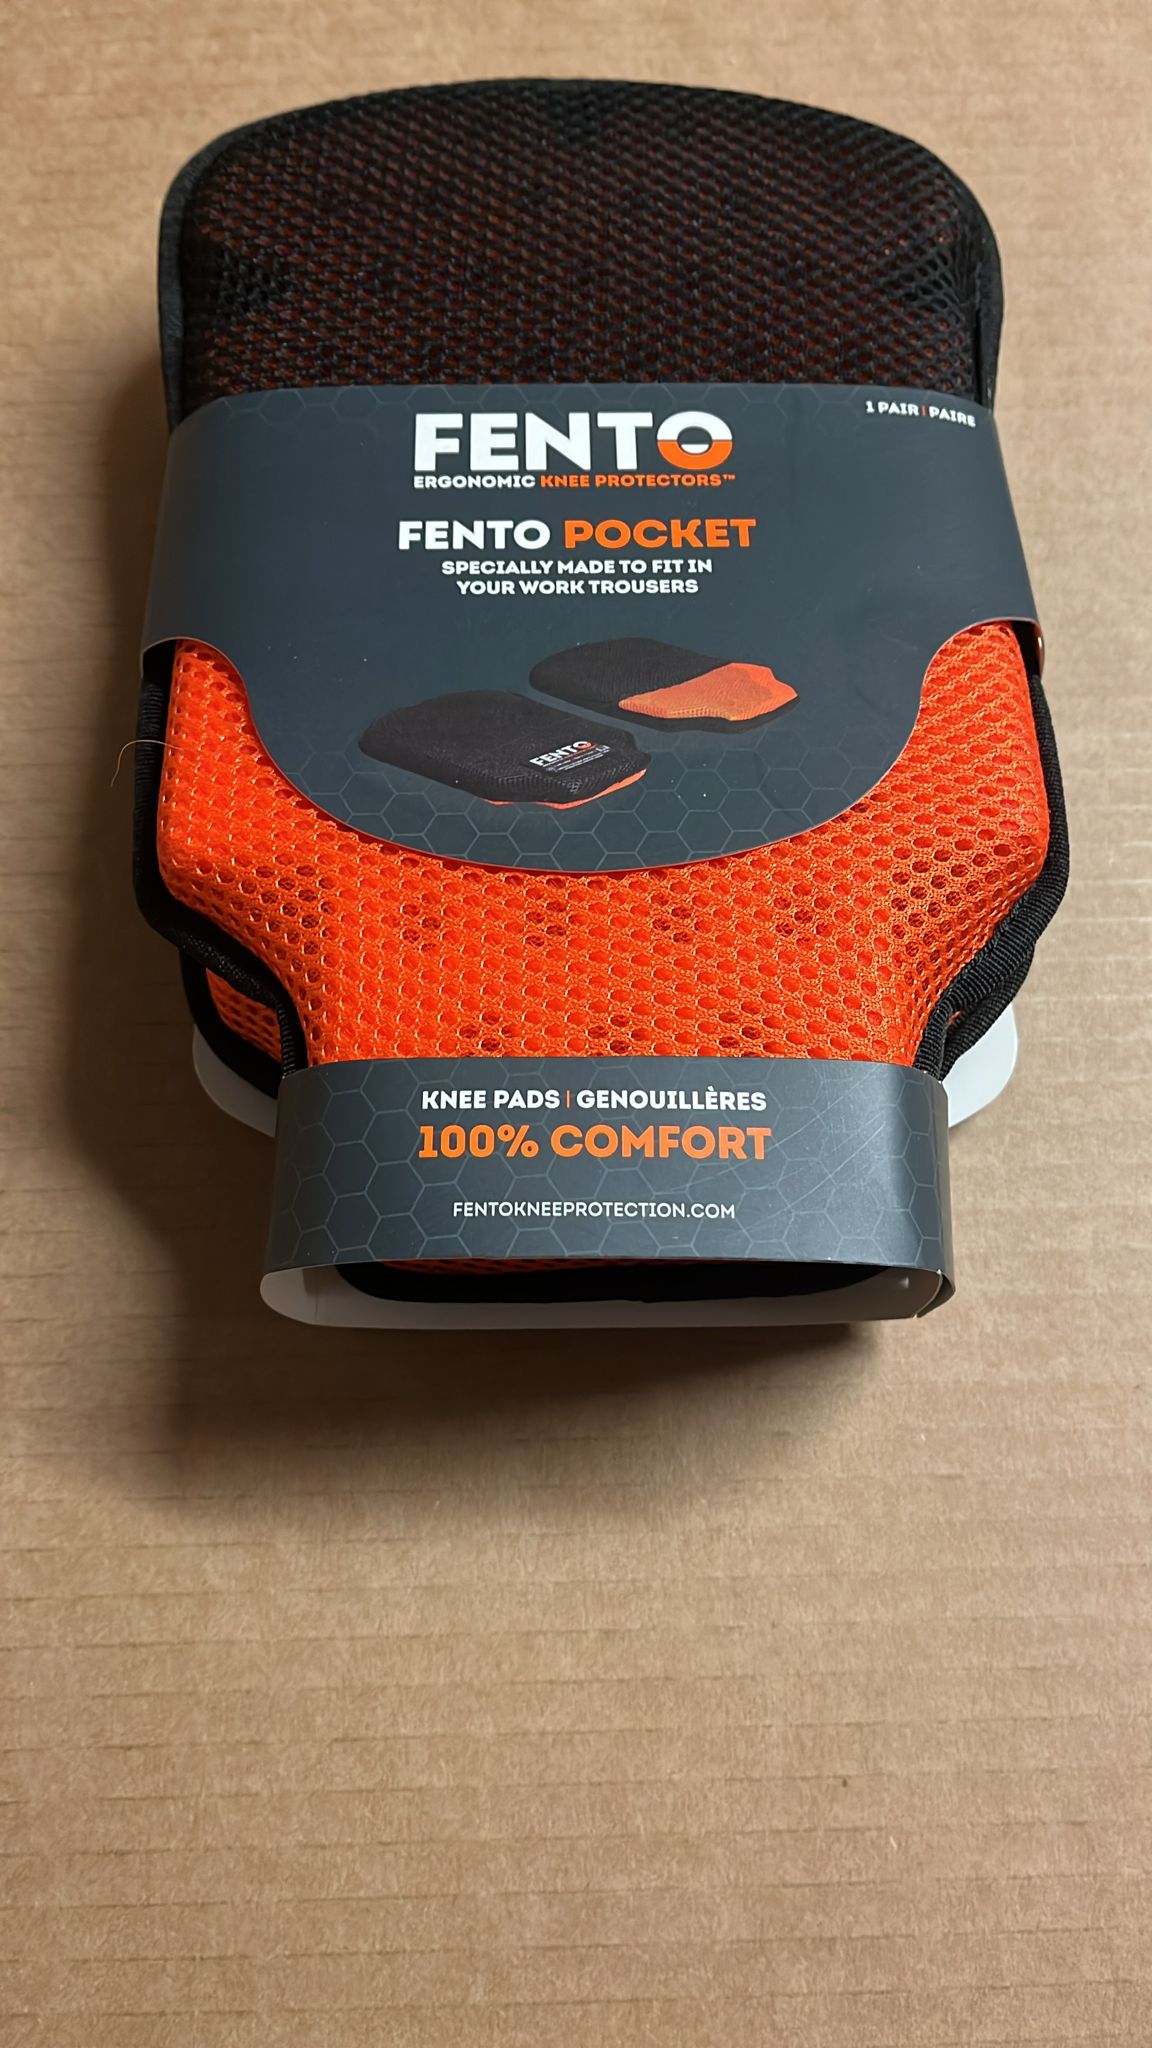 1 PAIR | PAIRE
FENTO
ERGONOMIC KNEE PROTECTORS™
FENTO POCKET
SPECIALLY MADE TO FIT IN
YOUR WORK TROUSERS
FENTO
KNEE PADS | GENOUILLÈRES
100% COMFORT
FENTOKNEEPROTECTION.COM